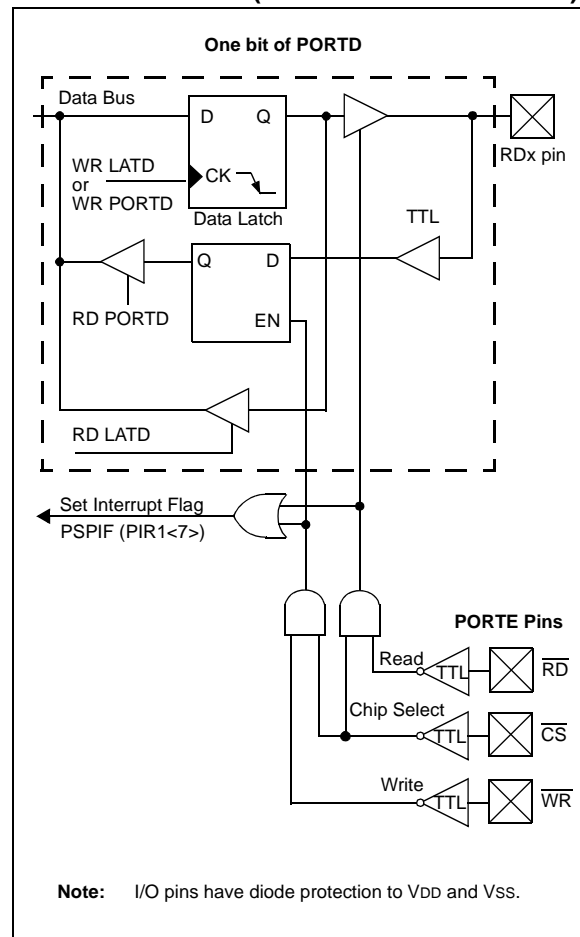 One bit of PORTD
Data Bus
D Q
RDx pin
WR LATD
or
WR PORTD
CK
Data Latch
TTL
Q D
EN
RD PORTD
RD LATD
Set Interrupt Flag
PSPIF (PIR1<7>)
PORTE Pins
Read
TTL
RD
Chip Select
TTL
CS
Write
TTL
WR
Note: I/O pins have diode protection to VDD and VSS.